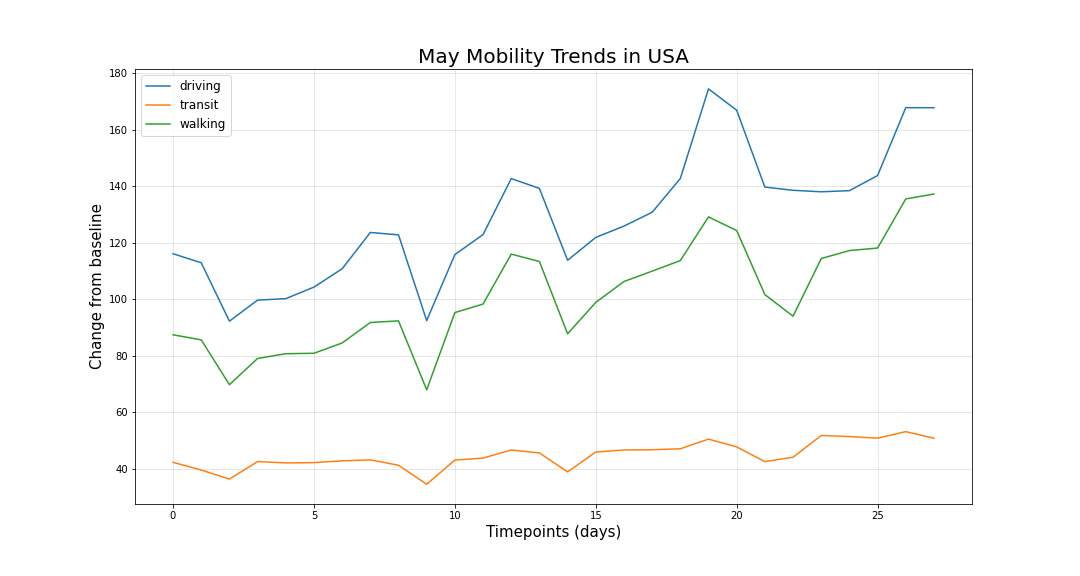 May Mobility Trends in USA
driving
transit
walking
180
160
140
120
100
80
60
40
Change from baseline
0 5 10 15 20 25
Timepoints (days)